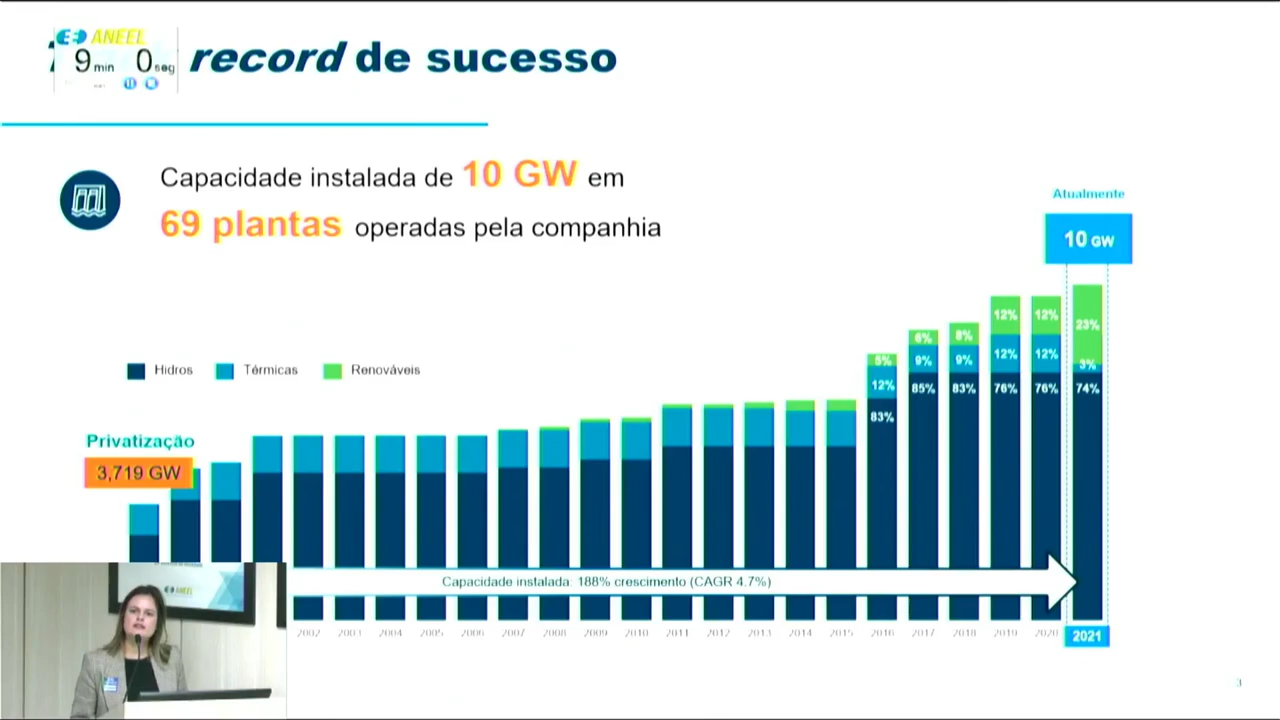 ANEEL
9 min 0 seg
record de sucesso
Capacidade instalada de 10 GW em
69 plantas operadas pela companhia
Atualmente
10 GW
Hidros Térmicas Renováveis
Privatização
3,719 GW
5% 6% 8% 12% 12% 23%
12% 9% 9% 12% 12% 3%
83% 85% 83% 76% 76% 74%
Capacidade instalada: 188% crescimento (CAGR 4.7%)
2002 2003 2004 2005 2006 2007 2008 2009 2010 2011 2012 2013 2014 2015 2016 2017 2018 2019 2020 2021
ANEEL
3